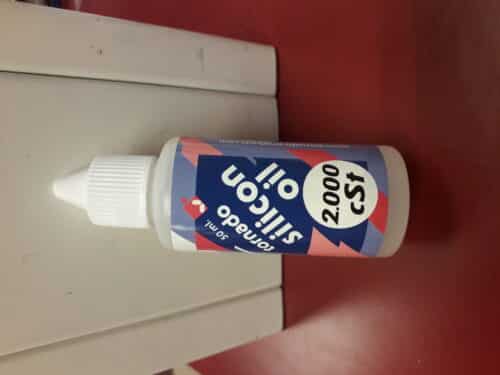 50 ml.
tornado
silicon
oil
2.000
cSt